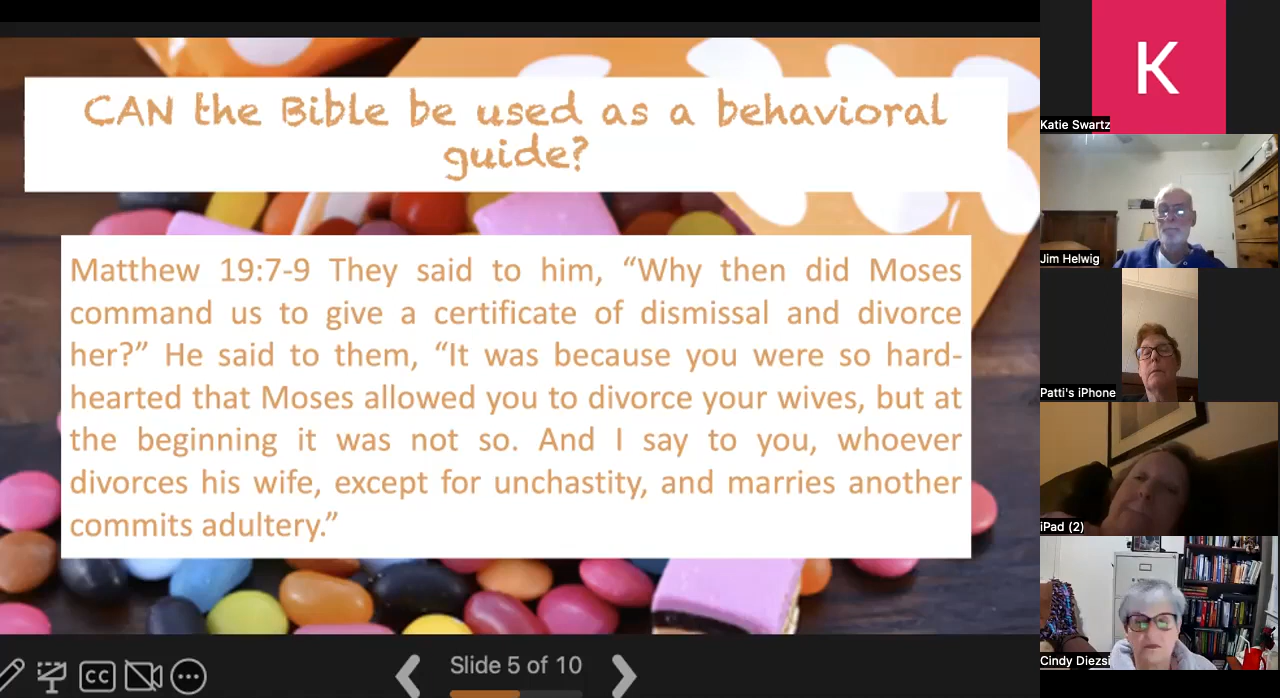 CAN the Bible be used as a behavioral
guide?
Matthew 19:7-9 They said to him, “Why then did Moses
command us to give a certificate of dismissal and divorce
her?” He said to them, “It was because you were so hard-
hearted that Moses allowed you to divorce your wives, but at
the beginning it was not so. And I say to you, whoever
divorces his wife, except for unchastity, and marries another
commits adultery.”
CC
Slide 5 of 10
K
Katie Swartz
Jim Helwig
Patti's iPhone
iPad (2)
Cindy Diezsi